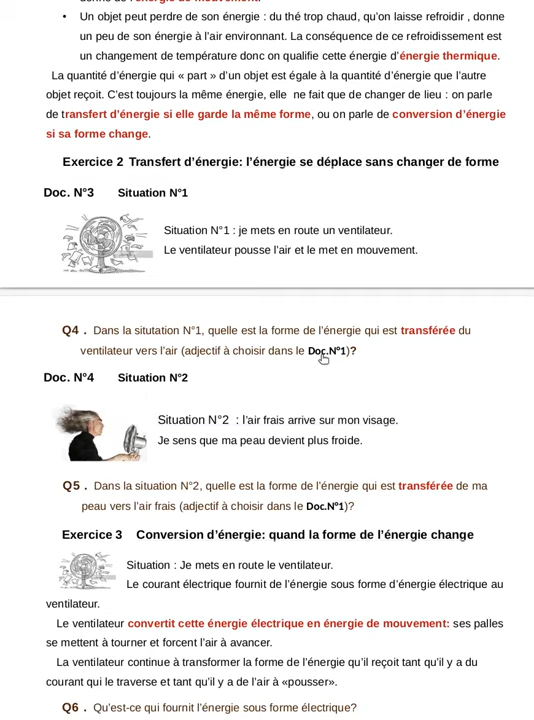 • Un objet peut perdre de son énergie : du thé trop chaud, qu'on laisse refroidir , donne
un peu de son énergie à l'air environnant. La conséquence de ce refroidissement est
un changement de température donc on qualifie cette énergie d'énergie thermique.
La quantité d'énergie qui « part » d'un objet est égale à la quantité d'énergie que l'autre
objet reçoit. C'est toujours la même énergie, elle ne fait que de changer de lieu : on parle
de transfert d'énergie si elle garde la même forme, ou on parle de conversion d'énergie
si sa forme change.
Exercice 2 Transfert d'énergie: l'énergie se déplace sans changer de forme
Doc. N°3 Situation N°1
Situation N°1 : je mets en route un ventilateur.
Le ventilateur pousse l'air et le met en mouvement.
Q4 . Dans la situtation N°1, quelle est la forme de l'énergie qui est transférée du
ventilateur vers l'air (adjectif à choisir dans le Doc.N°1)?
Doc. N°4 Situation N°2
Situation N°2 : l'air frais arrive sur mon visage.
Je sens que ma peau devient plus froide.
Q5 . Dans la situation N°2, quelle est la forme de l'énergie qui est transférée de ma
peau vers l'air frais (adjectif à choisir dans le Doc.N°1)?
Exercice 3 Conversion d'énergie: quand la forme de l'énergie change
Situation : Je mets en route le ventilateur.
Le courant électrique fournit de l'énergie sous forme d'énergie électrique au
ventilateur.
Le ventilateur convertit cette énergie électrique en énergie de mouvement: ses palles
se mettent à tourner et forcent l'air à avancer.
La ventilateur continue à transformer la forme de l'énergie qu'il reçoit tant qu'il y a du
courant qui le traverse et tant qu'il y a de l'air à «pousser».
Q6 . Qu'est-ce qui fournit l'énergie sous forme électrique?